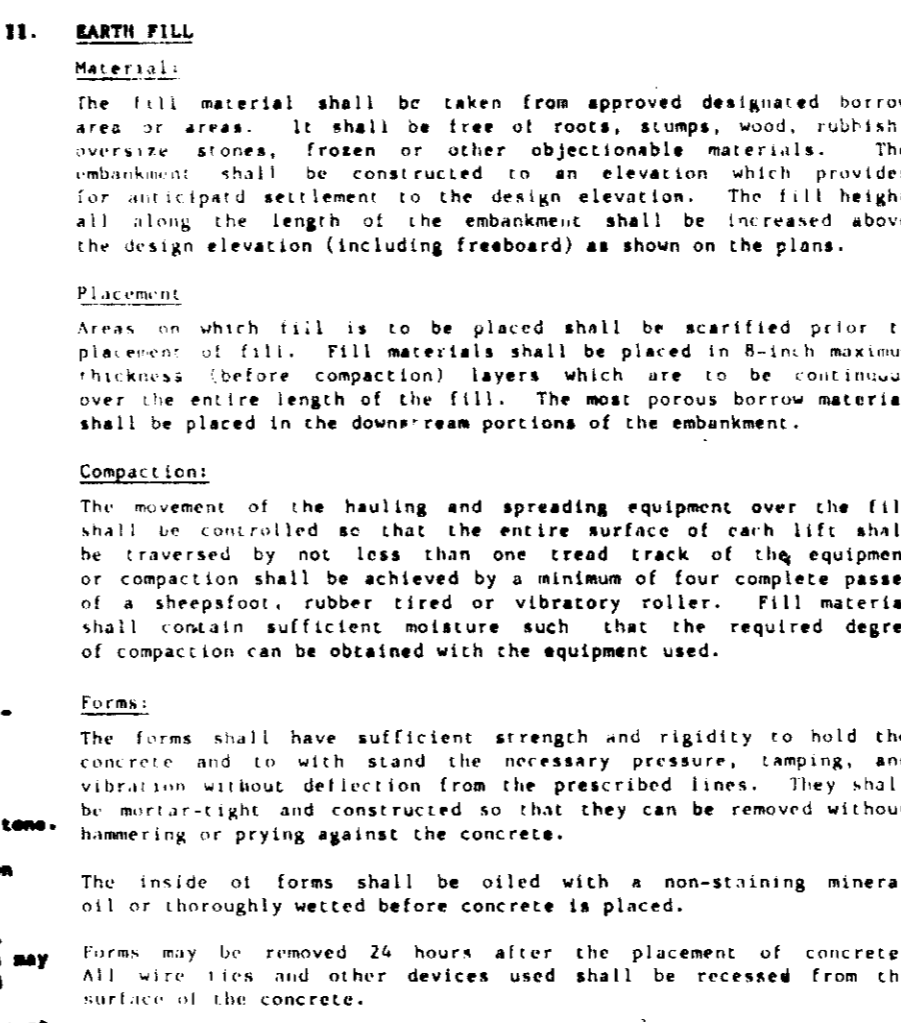 II. EARTH FILL
Material:
The fill material shall be taken from approved designated borrow
area or areas. It shall be free of roots, stumps, wood, rubbish
oversize stones, frozen or other objectionable materials. The
embankment shall be constructed to an elevation which provides
for anticipatd settlement to the design elevation. The fill height
all along the length of the embankment shall be increased above
the design elevation (including freeboard) as shown on the plans.
Placement
Areas on which fill is to be placed shall be scarified prior t
placement of fill. Fill materials shall be placed in 8-inch maximu
thickness (before compaction) layers which are to be continuou
over the entire length of the fill. The most porous borrow materia
shall be placed in the downstream portions of the embankment.
Compaction:
The movement of the hauling and spreading equipment over the fil
shall be controlled so that the entire surface of each lift shal
be traversed by not less than one tread track of the equipmen
or compaction shall be achieved by a minimum of four complete passe
of a sheepsfoot, rubber tired or vibratory roller. Fill materia
shall contain sufficient moisture such that the required degre
of compaction can be obtained with the equipment used.
Forms:
The forms shall have sufficient strength and rigidity to hold the
concrete and to with stand the necessary pressure, tamping, and
vibration without deflection from the prescribed lines. They shal
be mortar-tight and constructed so that they can be removed withou
hammering or prying against the concrete.
The inside of forms shall be oiled with a non-staining minera
oil or thoroughly wetted before concrete is placed.
Forms may be removed 24 hours after the placement of concrete
All wire ties and other devices used shall be recessed from th
surface of the concrete.
tone.
may